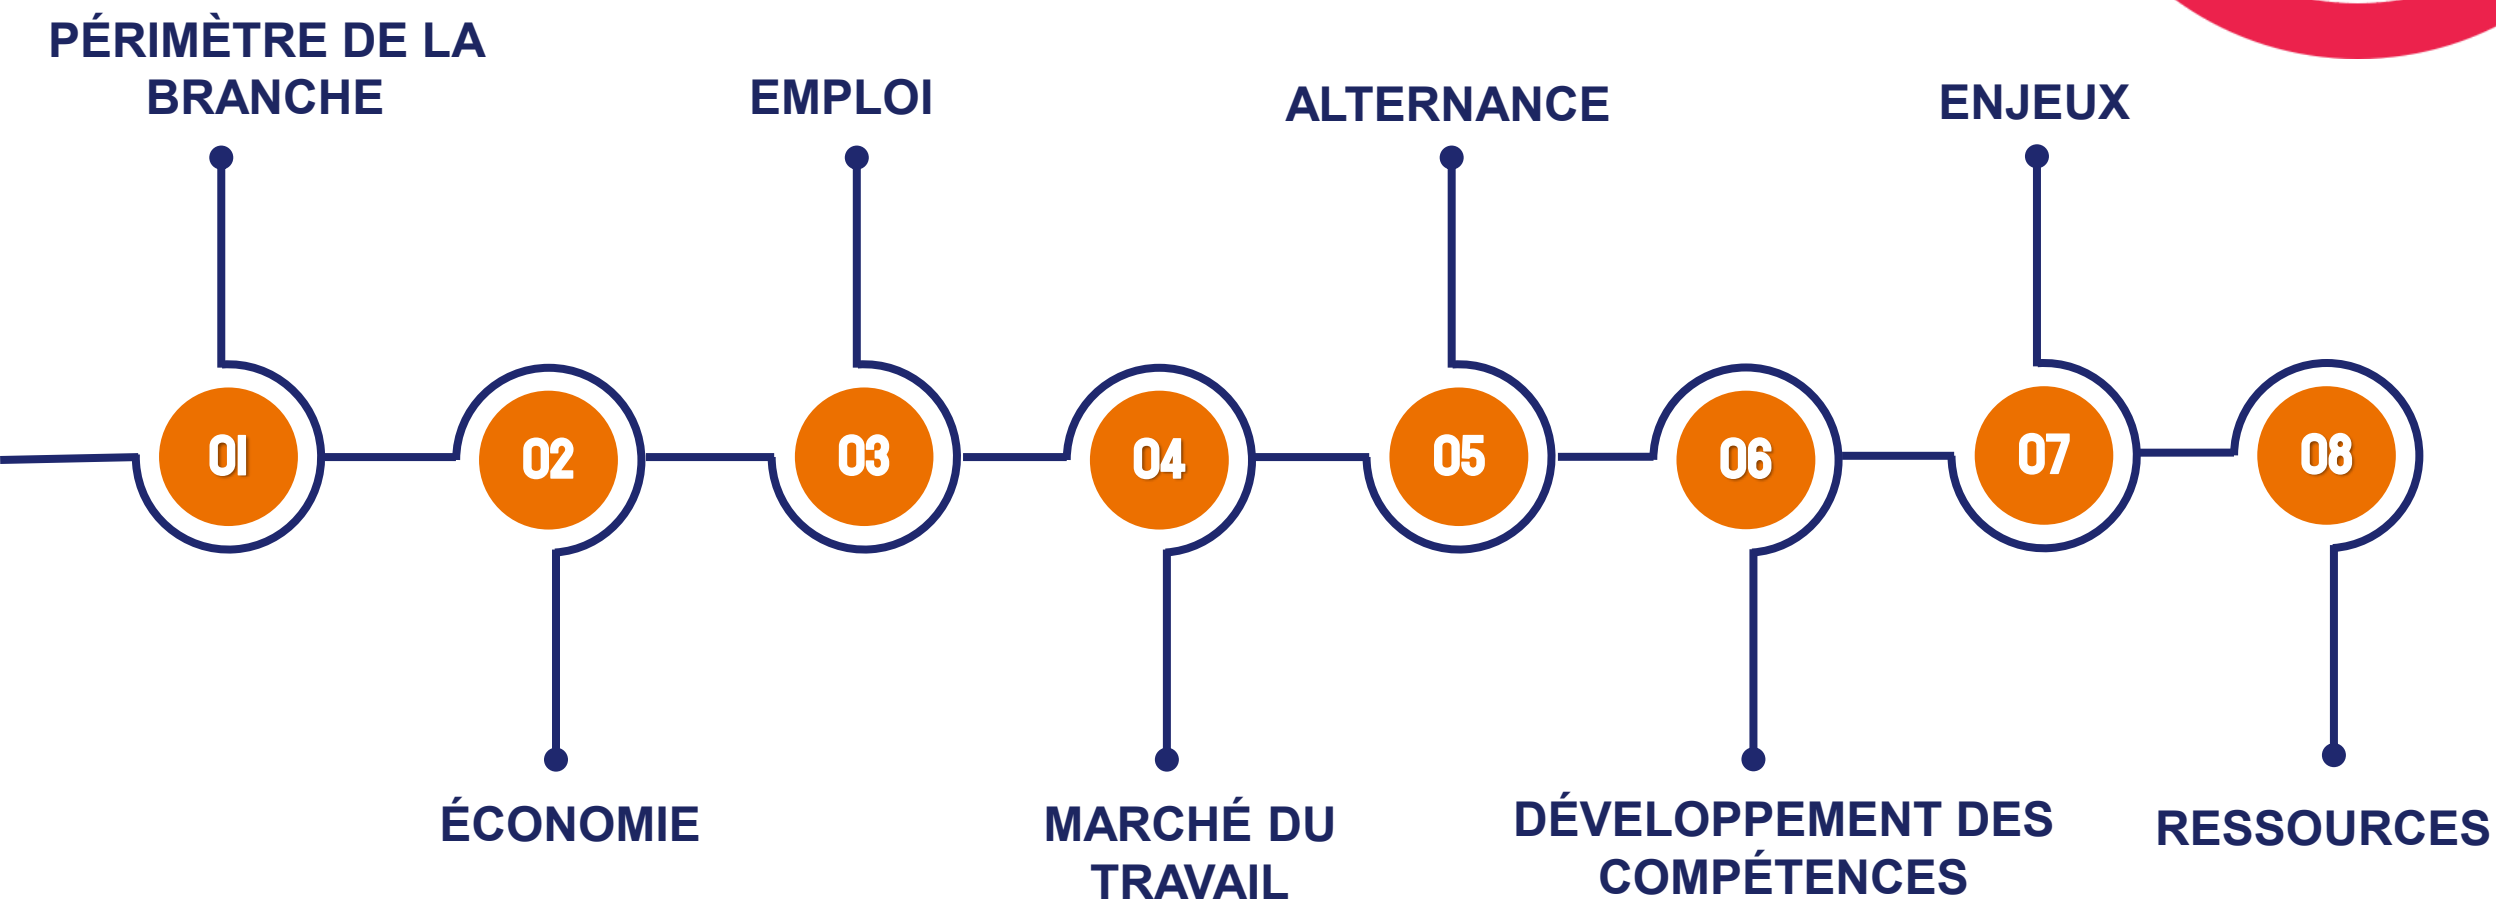 PÉRIMÈTRE DE LA
BRANCHE
EMPLOI
ALTERNANCE
ENJEUX
01
02
03
04
05
06
07
08
ÉCONOMIE
MARCHÉ DU
TRAVAIL
DÉVELOPPEMENT DES
COMPÉTENCES
RESSOURCES